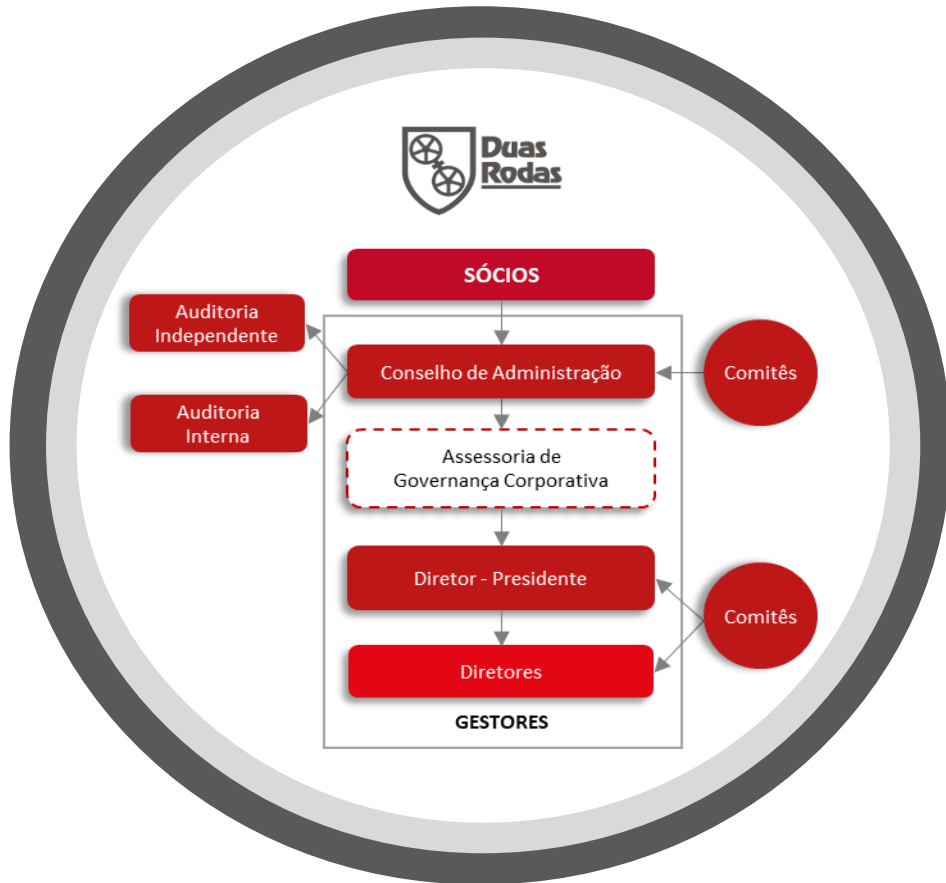 Duas
Rodas
SÓCIOS
Auditoria
Independente
Conselho de Administração
Comitês
Auditoria
Interna
Assessoria de
Governança Corporativa
Diretor - Presidente
Comitês
Diretores
GESTORES